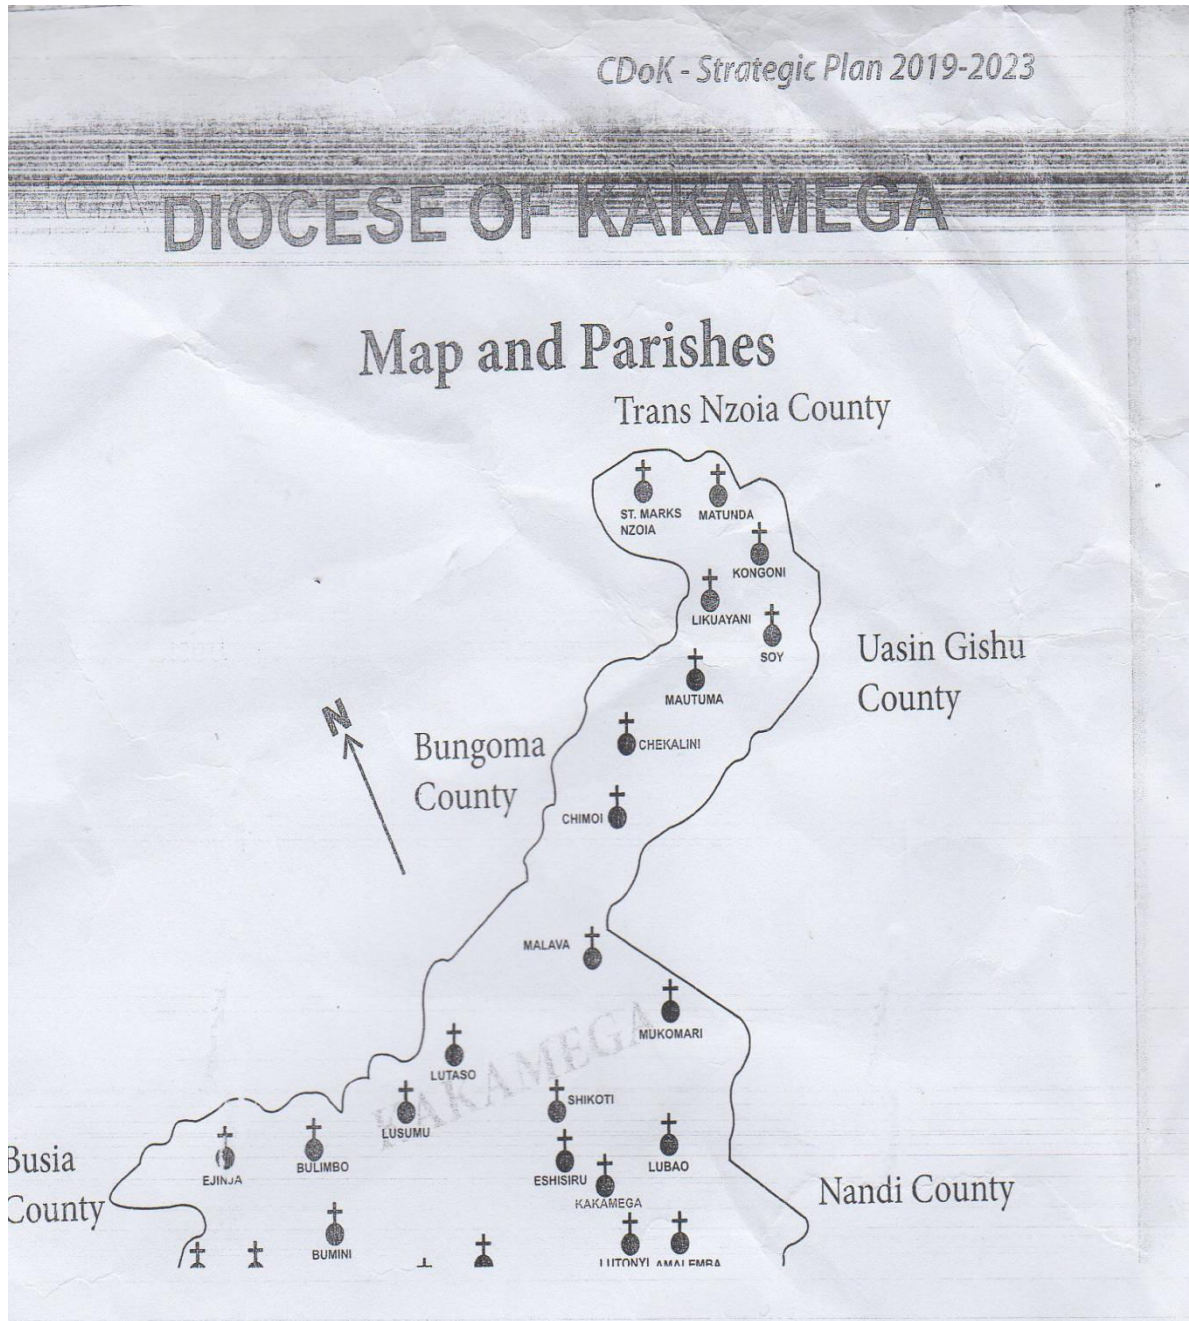 CDoK - Strategic Plan 2019-2023
DIOCESE OF KAKAMEGA
Map and Parishes
Trans Nzoia County
ST. MARKS
NZOIA
MATUNDA
KONGONI
LIKUAYANI
SOY
Uasin Gishu
County
MAUTUMA
N
Bungoma
County
CHEKALINI
CHIMOI
MALAVA
MUKOMARI
KAKAMEGA
LUTASO
SHIKOTI
LUSUMU
Busia
County
EJINJA
BULIMBO
ESHISIRU
LUBAO
KAKAMEGA
Nandi County
BUMINI
LUTONYI
AMALEMBA